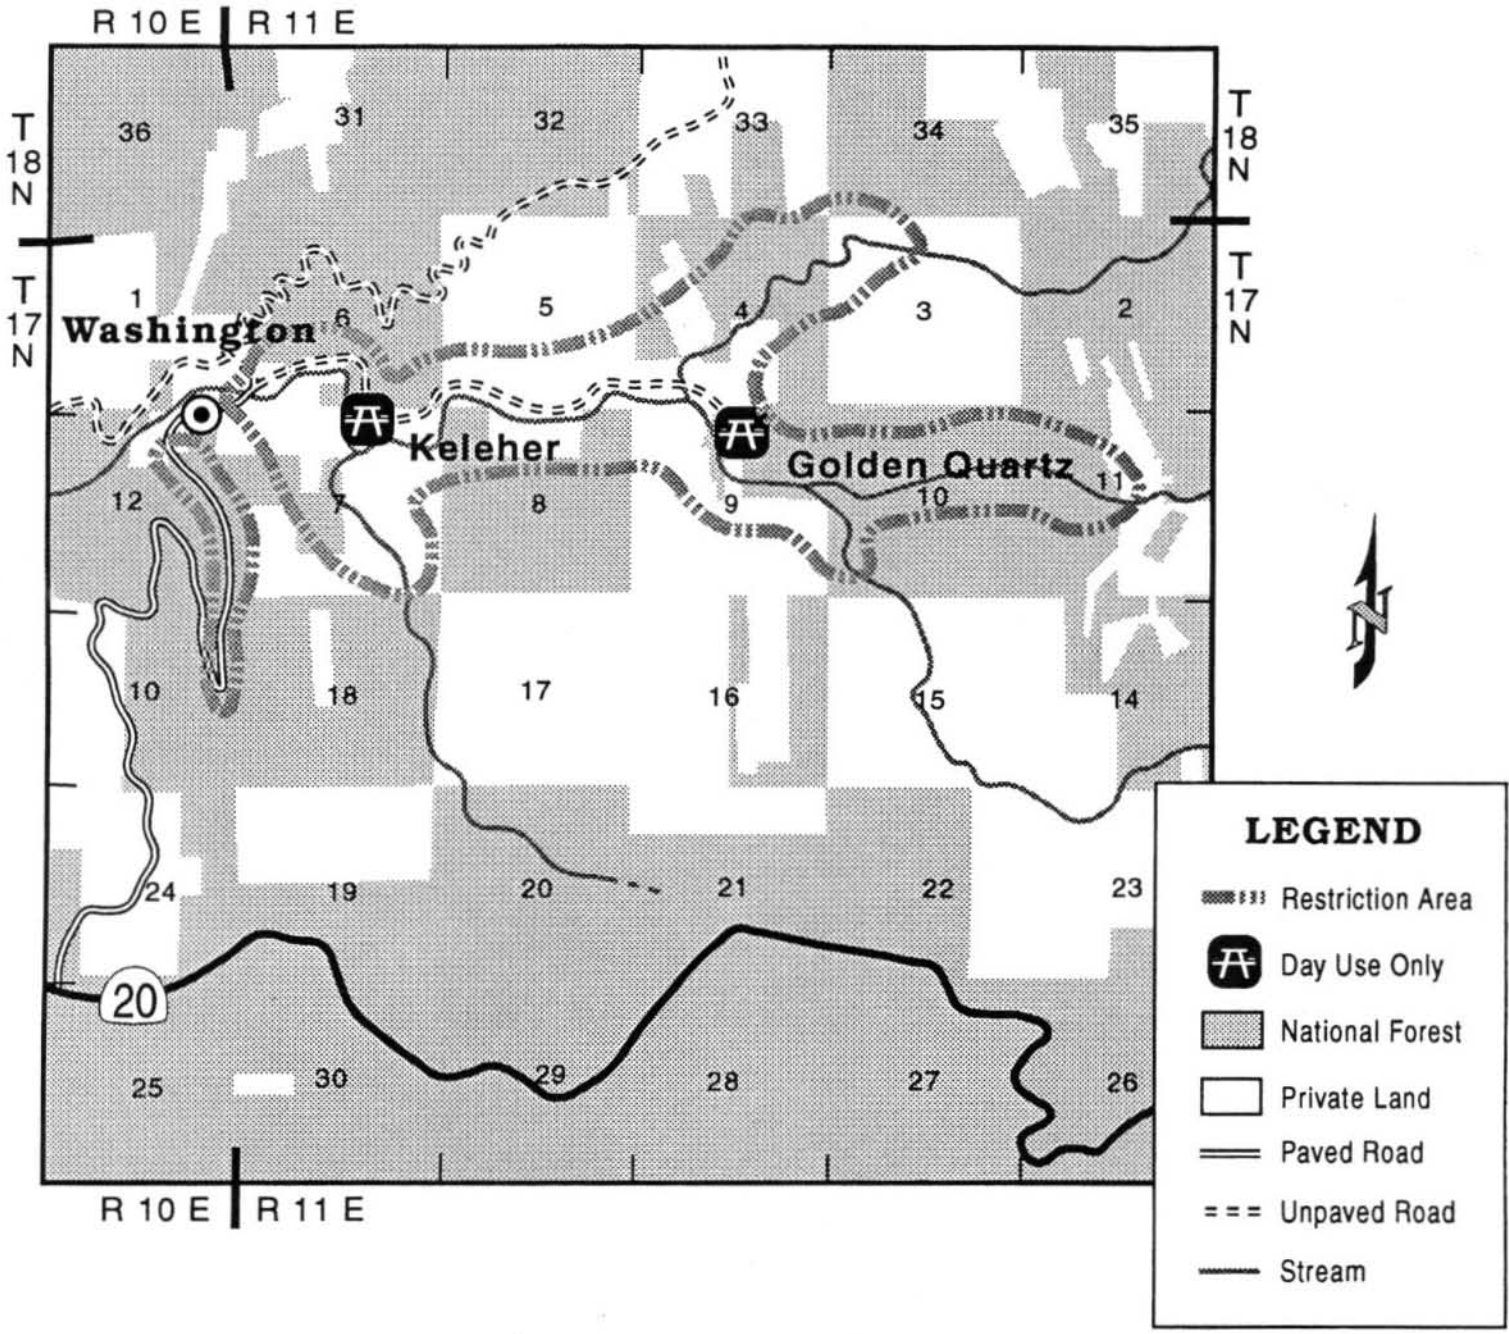 R 10 E R 11 E
T
18
N
T
18
N
36 31 32 33 34 35
T
17
N
T
17
N
1 6 5 4 3 2
Washington
Keleher
Golden Quartz
12 7 8 9 10 11
N
10 18 17 16 15 14
24 19 20 21 22 23
20
25 30 29 28 27 26
R 10 E R 11 E
LEGEND
Restriction Area
Day Use Only
National Forest
Private Land
Paved Road
Unpaved Road
Stream